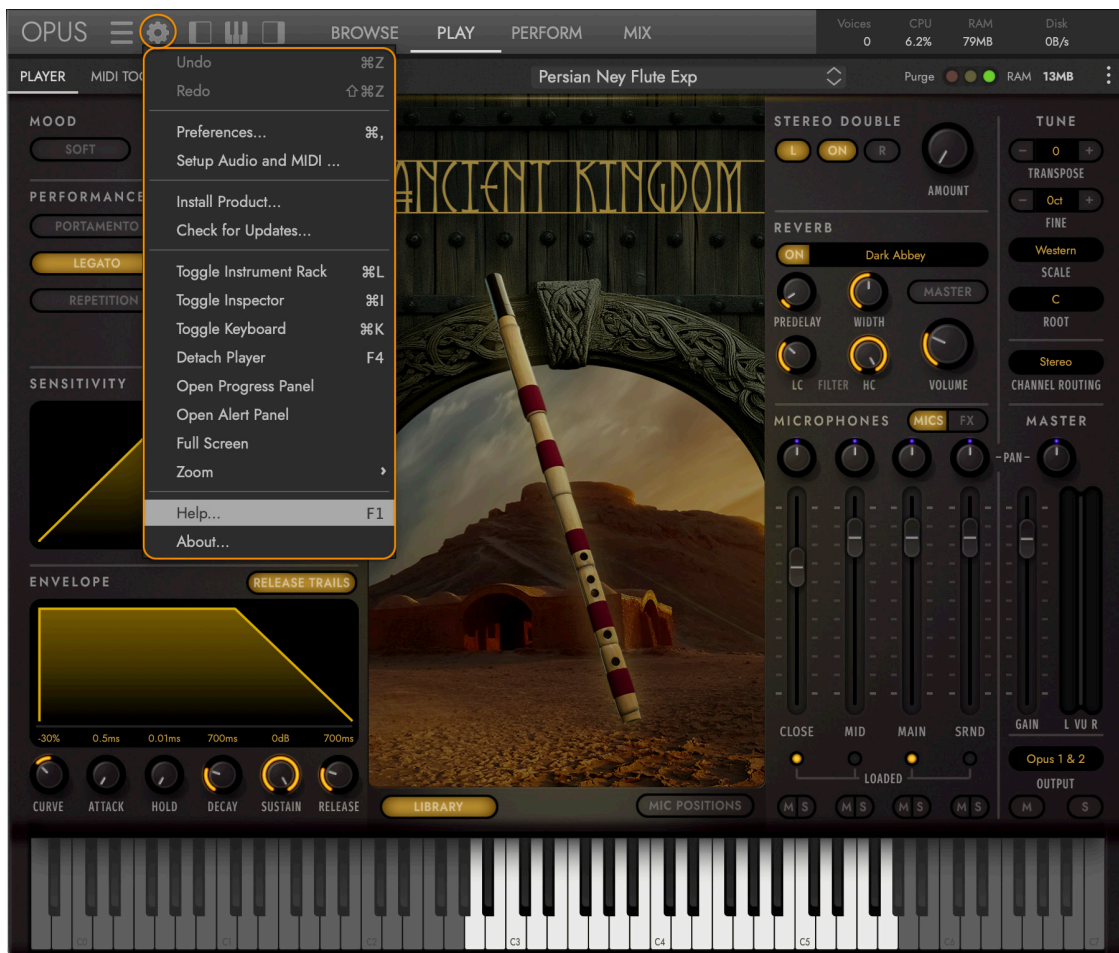 OPUS BROWSE PLAY PERFORM MIX Voices CPU RAM Disk
0 6.2% 79MB 0B/s
PLAYER MIDI TOO Persian Ney Flute Exp Purge RAM 13MB
Undo ⌘Z
Redo ⇧⌘Z
Preferences... ⌘,
Setup Audio and MIDI ...
Install Product...
Check for Updates...
Toggle Instrument Rack ⌘L
Toggle Inspector ⌘I
Toggle Keyboard ⌘K
Detach Player F4
Open Progress Panel
Open Alert Panel
Full Screen
Zoom ›
Help... F1
About...
MOOD
SOFT
PERFORMANCE
PORTAMENTO
LEGATO
REPETITION
SENSITIVITY
ENVELOPE RELEASE TRAILS
-30% 0.5ms 0.01ms 700ms 0dB 700ms
CURVE ATTACK HOLD DECAY SUSTAIN RELEASE
ANCIENT KINGDOM
LIBRARY MIC POSITIONS
STEREO DOUBLE
L ON R
AMOUNT
REVERB
ON Dark Abbey
MASTER
PREDELAY WIDTH
LC FILTER HC VOLUME
MICROPHONES MICS FX
CLOSE MID MAIN SRND
LOADED
M S M S M S M S
TUNE
- 0 +
TRANSPOSE
- 0ct +
FINE
Western
SCALE
C
ROOT
Stereo
CHANNEL ROUTING
MASTER
-PAN-
GAIN L VU R
Opus 1 & 2
OUTPUT
M S
C0 C1 C2 C3 C4 C5 C6 C7